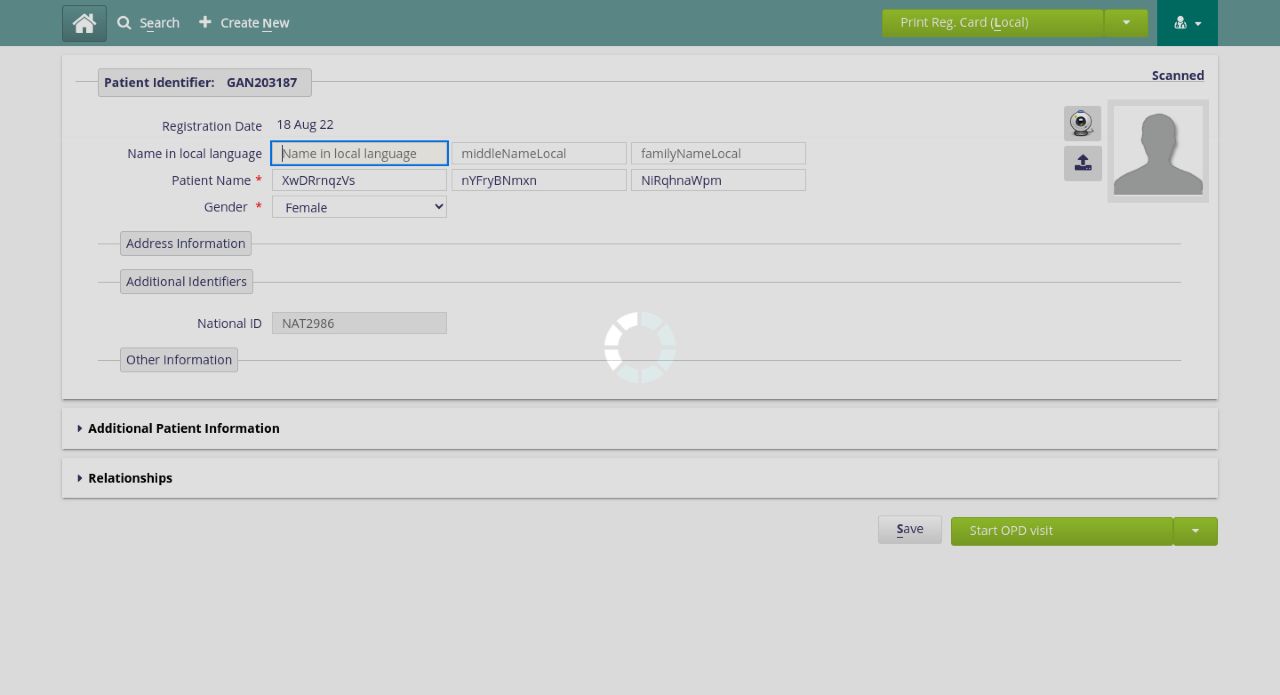 Search
Create New
Print Reg. Card (Local)
Patient Identifier: GAN203187
Scanned
Registration Date 18 Aug 22
Name in local language Name in local language middleNameLocal familyNameLocal
Patient Name * XwDRrnqzVs nYFryBNmxn NiRqhnaWpm
Gender * Female
Address Information
Additional Identifiers
National ID NAT2986
Other Information
Additional Patient Information
Relationships
Save Start OPD visit